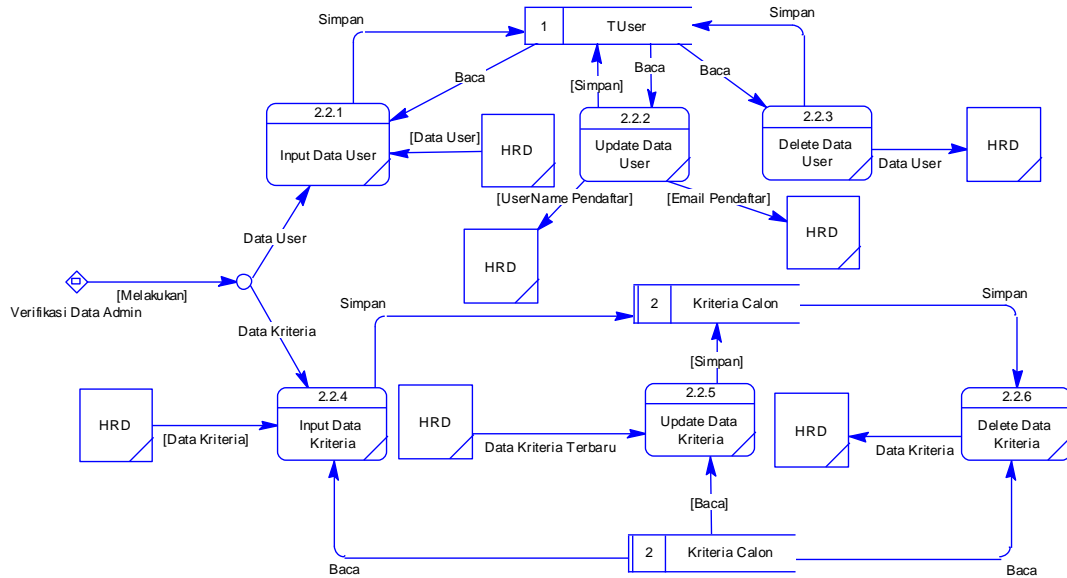 Simpan
1
TUser
Simpan
Baca
[Simpan]
Baca
Baca
2.2.1
Input Data User
[Data User]
HRD
2.2.2
Update Data
User
2.2.3
Delete Data
User
Data User
HRD
[UserName Pendaftar]
[Email Pendaftar]
HRD
HRD
Data User
[Melakukan]
Verifikasi Data Admin
Data Kriteria
Simpan
2
Kriteria Calon
Simpan
[Simpan]
HRD
[Data Kriteria]
2.2.4
Input Data
Kriteria
HRD
Data Kriteria Terbaru
2.2.5
Update Data
Kriteria
HRD
Data Kriteria
2.2.6
Delete Data
Kriteria
[Baca]
Baca
2
Kriteria Calon
Baca